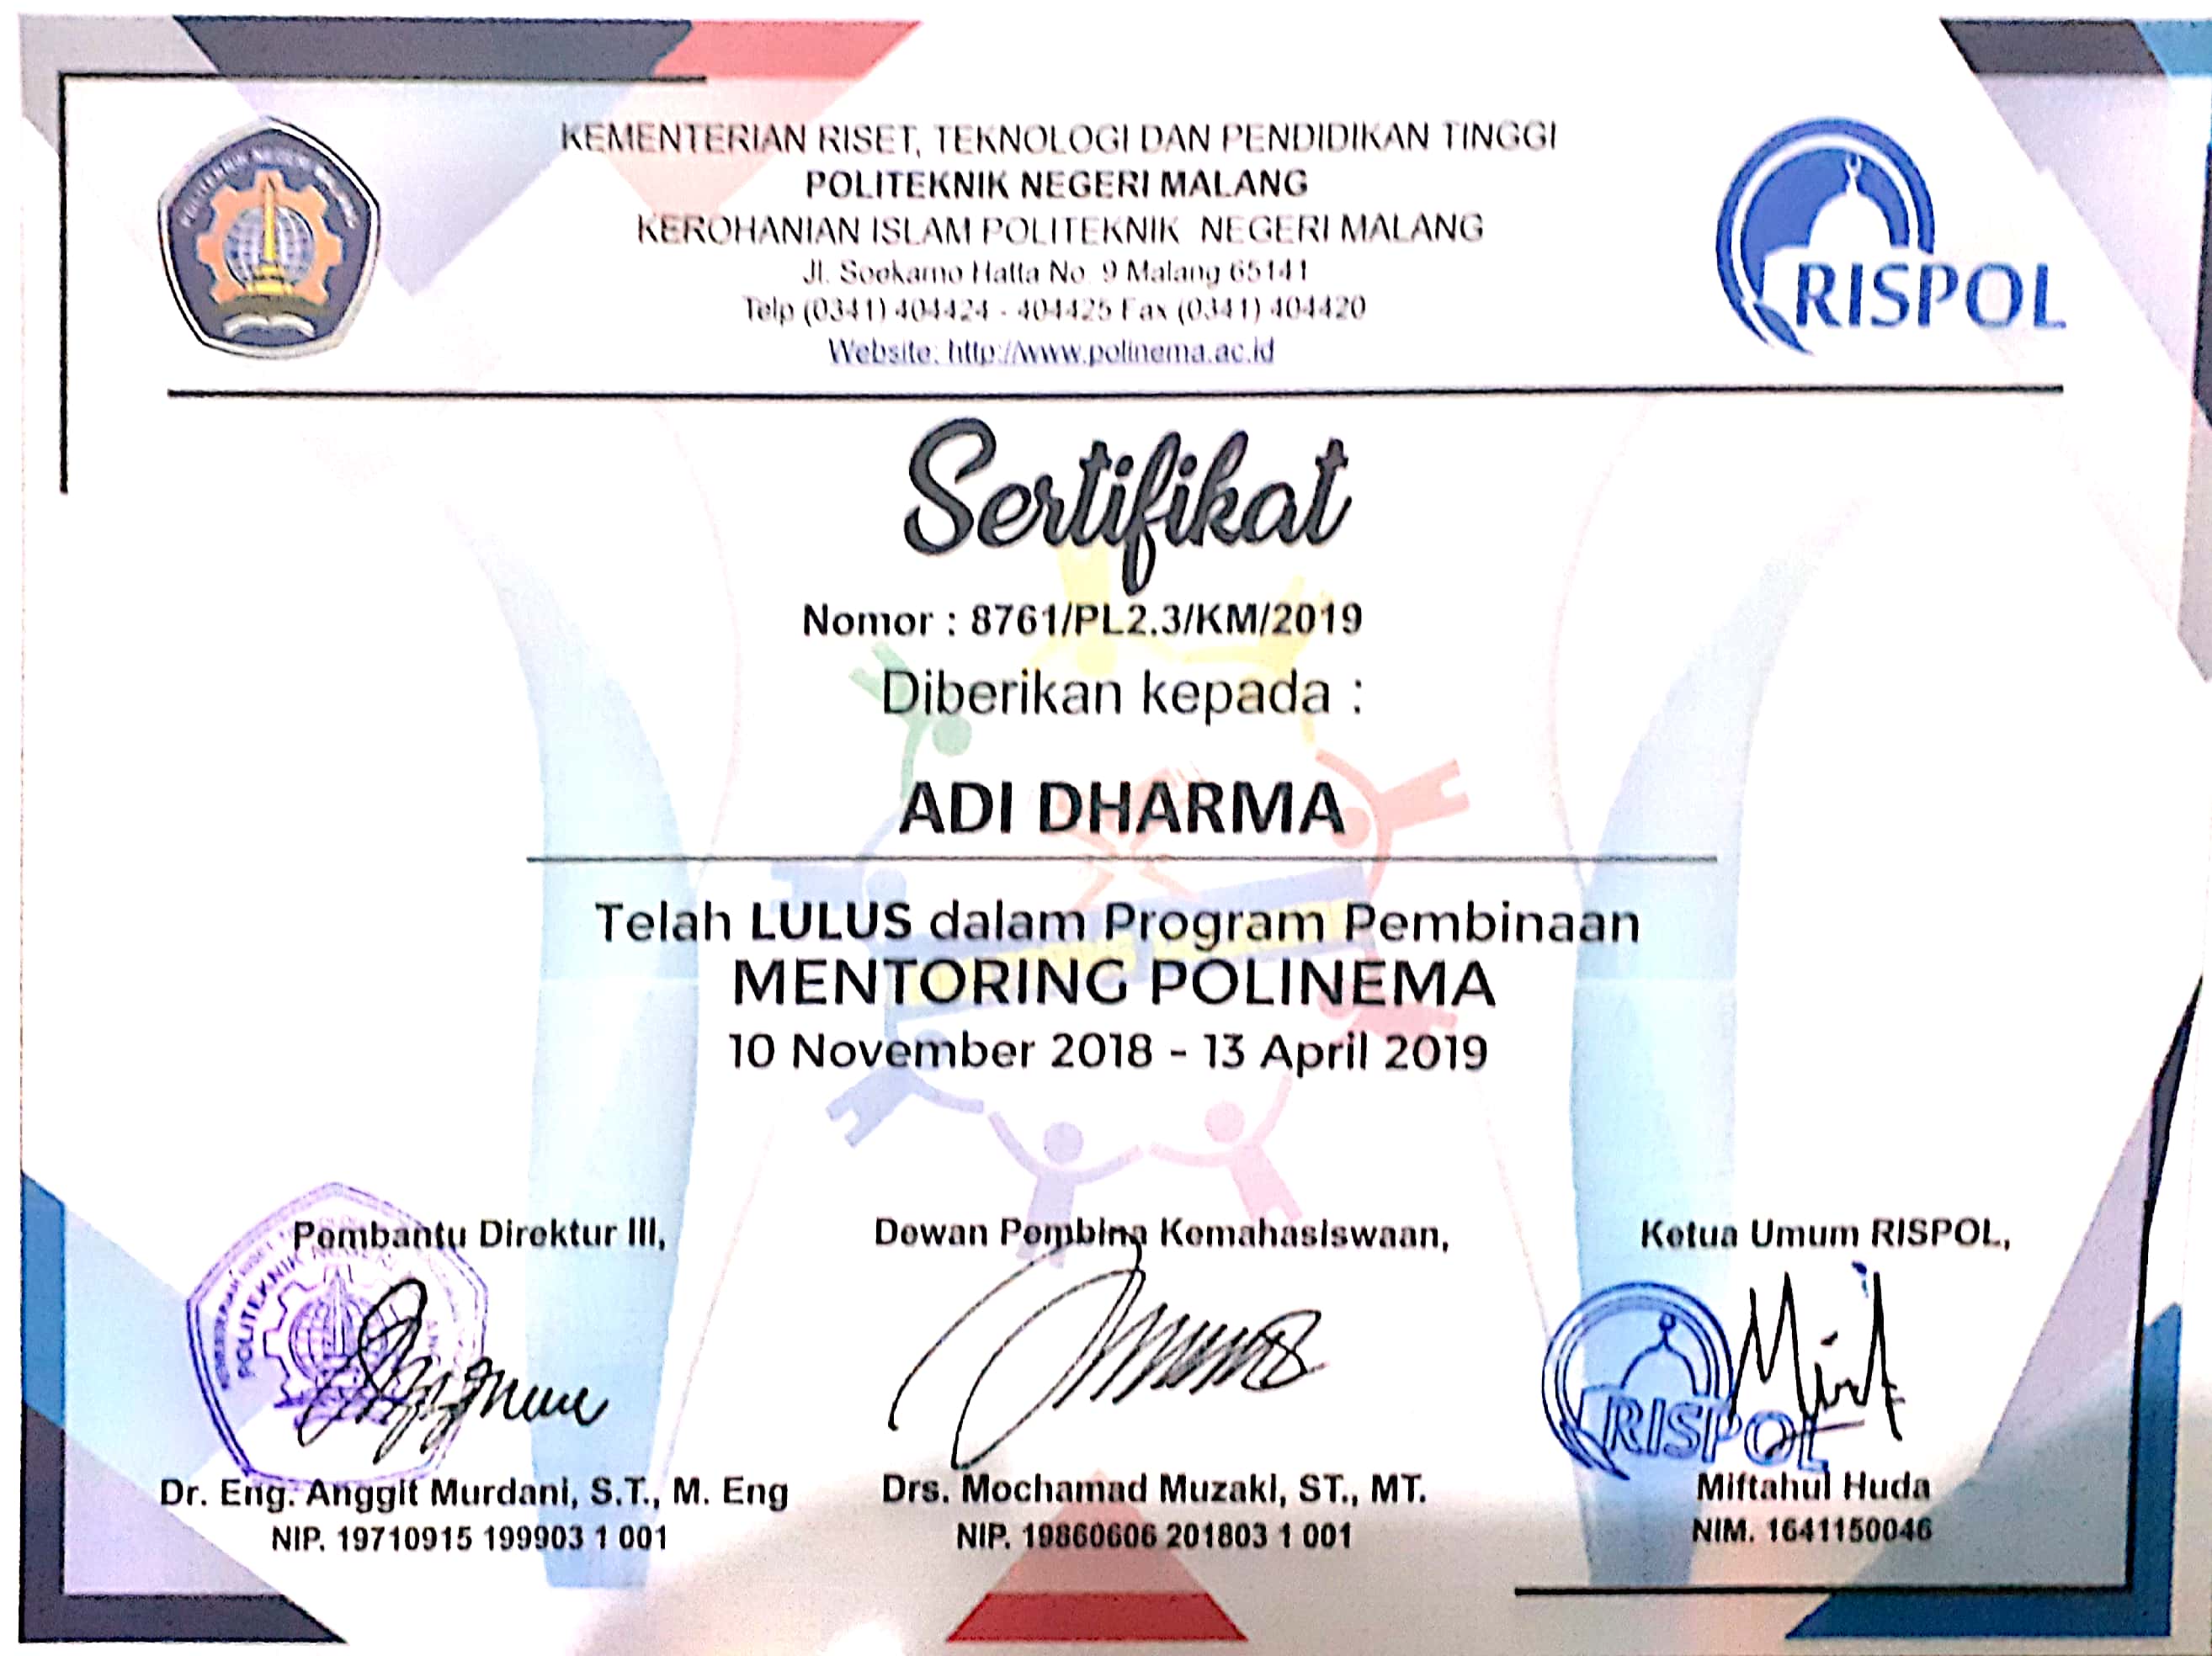 KEMENTERIAN RISET, TEKNOLOGI DAN PENDIDIKAN TINGGI
POLITEKNIK NEGERI MALANG
KEROHANIAN ISLAM POLITEKNIK NEGERI MALANG
Jl. Soekarno Hatta No. 9 Malang 65141
Telp (0341) 404424 - 404425 Fax (0341) 404420
Website: http://www.polinema.ac.id
POLITEKNIK NEGERI MALANG
RISPOL
Sertifikat
Nomor : 8761/PL2.3/KM/2019
Diberikan kepada :
ADI DHARMA
Telah LULUS dalam Program Pembinaan
MENTORING POLINEMA
10 November 2018 - 13 April 2019
Pembantu Direktur III,
Dewan Pembina Kemahasiswaan,
Ketua Umum RISPOL,
POLITEKNIK
RISPOL
Dr. Eng. Anggit Murdani, S.T., M. Eng
NIP. 19710915 199903 1 001
Drs. Mochamad Muzaki, ST., MT.
NIP. 19860606 201803 1 001
Miftahul Huda
NIM. 1641150046